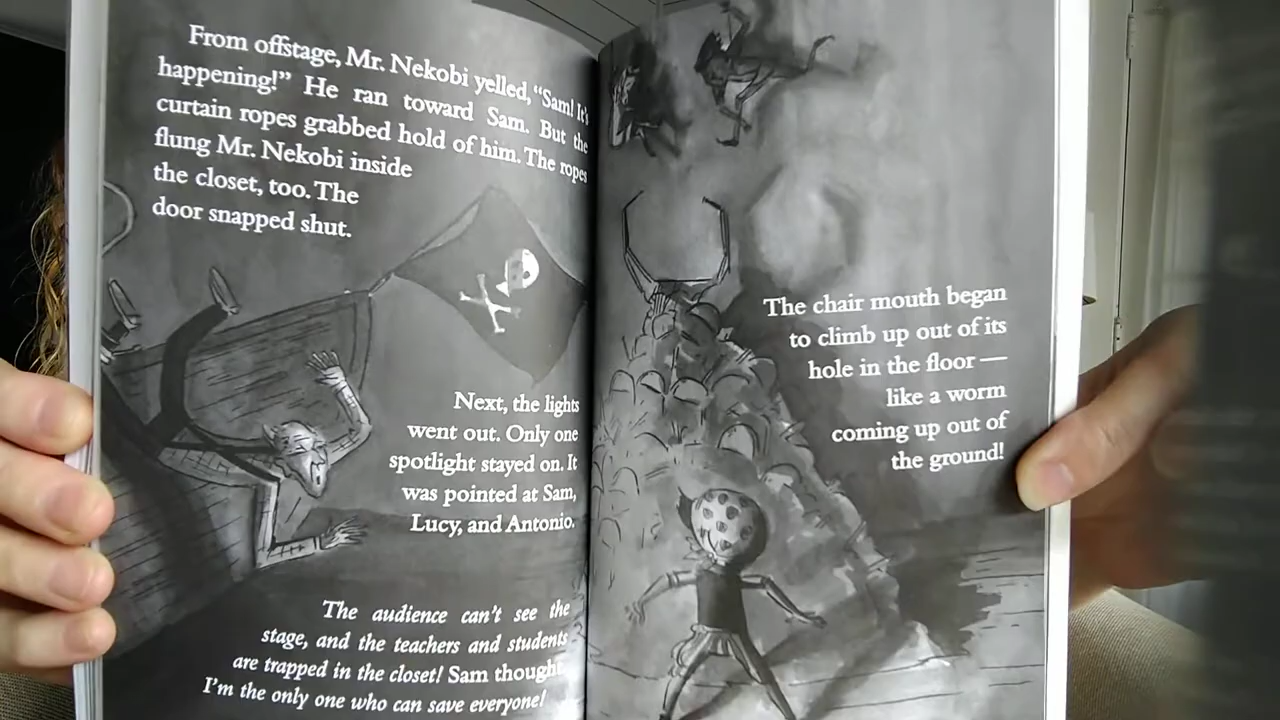 From offstage, Mr. Nekobi yelled, “Sam! It's
happening!” He ran toward Sam. But the
curtain ropes grabbed hold of him. The ropes
flung Mr. Nekobi inside
the closet, too. The
door snapped shut.
Next, the lights
went out. Only one
spotlight stayed on. It
was pointed at Sam,
Lucy, and Antonio.
The audience can't see the
stage, and the teachers and students
are trapped in the closet! Sam thought.
I'm the only one who can save everyone!
The chair mouth began
to climb up out of its
hole in the floor —
like a worm
coming up out of
the ground!